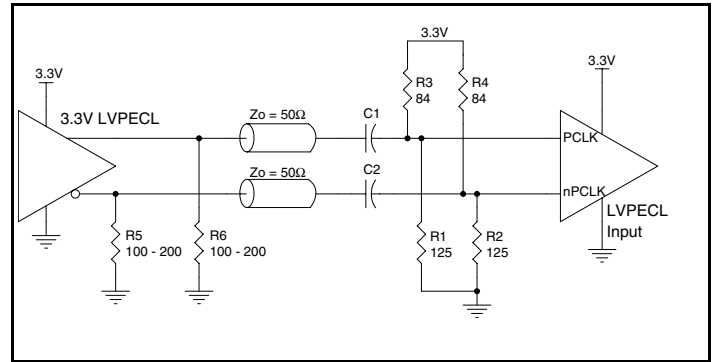 3.3V
3.3V
3.3V
R3
84
R4
84
3.3V LVPECL
Zo = 50Ω
C1
PCLK
Zo = 50Ω
C2
nPCLK
LVPECL
Input
R5
100 - 200
R6
100 - 200
R1
125
R2
125